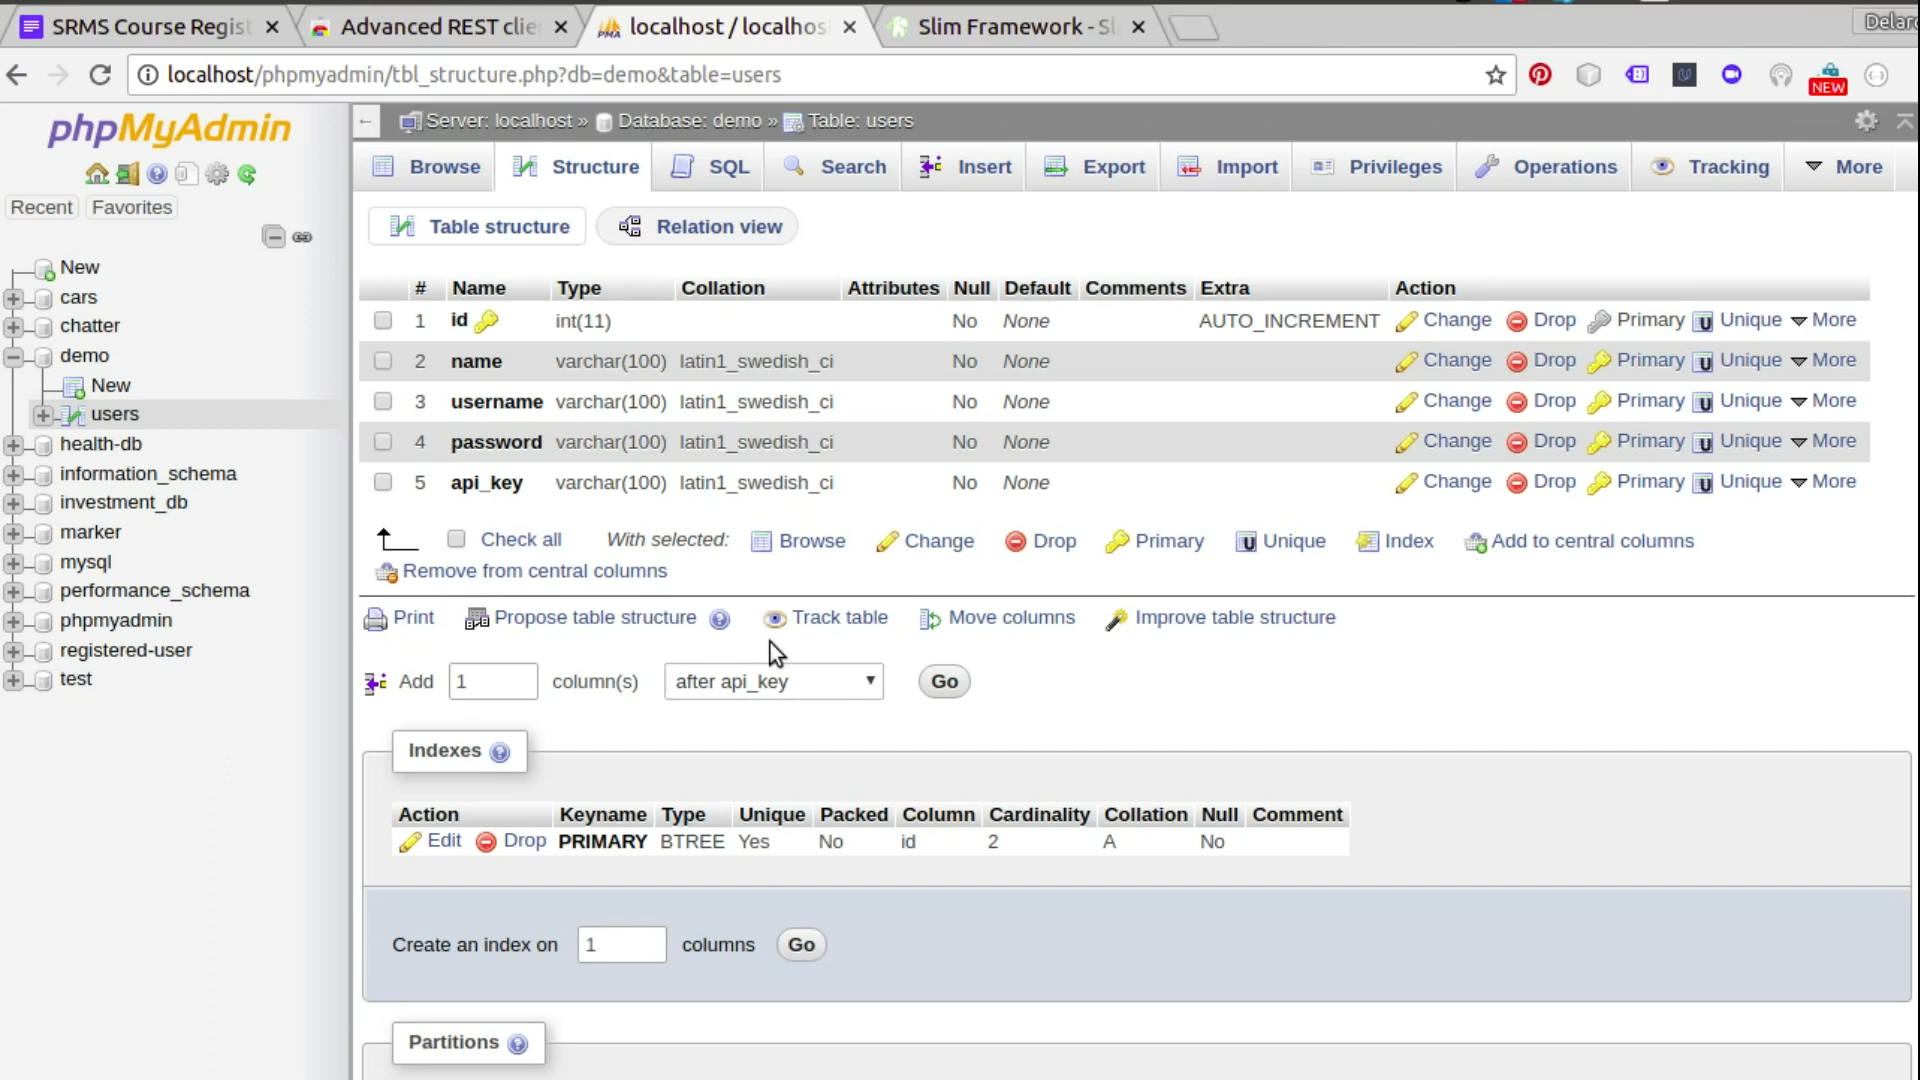 SRMS Course Regist
Advanced REST clie
localhost / localhos
Slim Framework - Sl
Delaro
localhost/phpmyadmin/tbl_structure.php?db=demo&table=users
NEW
phpMyAdmin
Recent Favorites
New
cars
chatter
demo
New
users
health-db
information_schema
investment_db
marker
mysql
performance_schema
phpmyadmin
registered-user
test
Server: localhost » Database: demo » Table: users
Browse Structure SQL Search Insert Export Import Privileges Operations Tracking More
Table structure Relation view
# Name Type Collation Attributes Null Default Comments Extra Action
1 id int(11) No None AUTO_INCREMENT Change Drop Primary Unique More
2 name varchar(100) latin1_swedish_ci No None Change Drop Primary Unique More
3 username varchar(100) latin1_swedish_ci No None Change Drop Primary Unique More
4 password varchar(100) latin1_swedish_ci No None Change Drop Primary Unique More
5 api_key varchar(100) latin1_swedish_ci No None Change Drop Primary Unique More
Check all With selected: Browse Change Drop Primary Unique Index Add to central columns
Remove from central columns
Print Propose table structure Track table Move columns Improve table structure
Add 1 column(s) after api_key Go
Indexes
Action Keyname Type Unique Packed Column Cardinality Collation Null Comment
Edit Drop PRIMARY BTREE Yes No id 2 A No
Create an index on 1 columns Go
Partitions